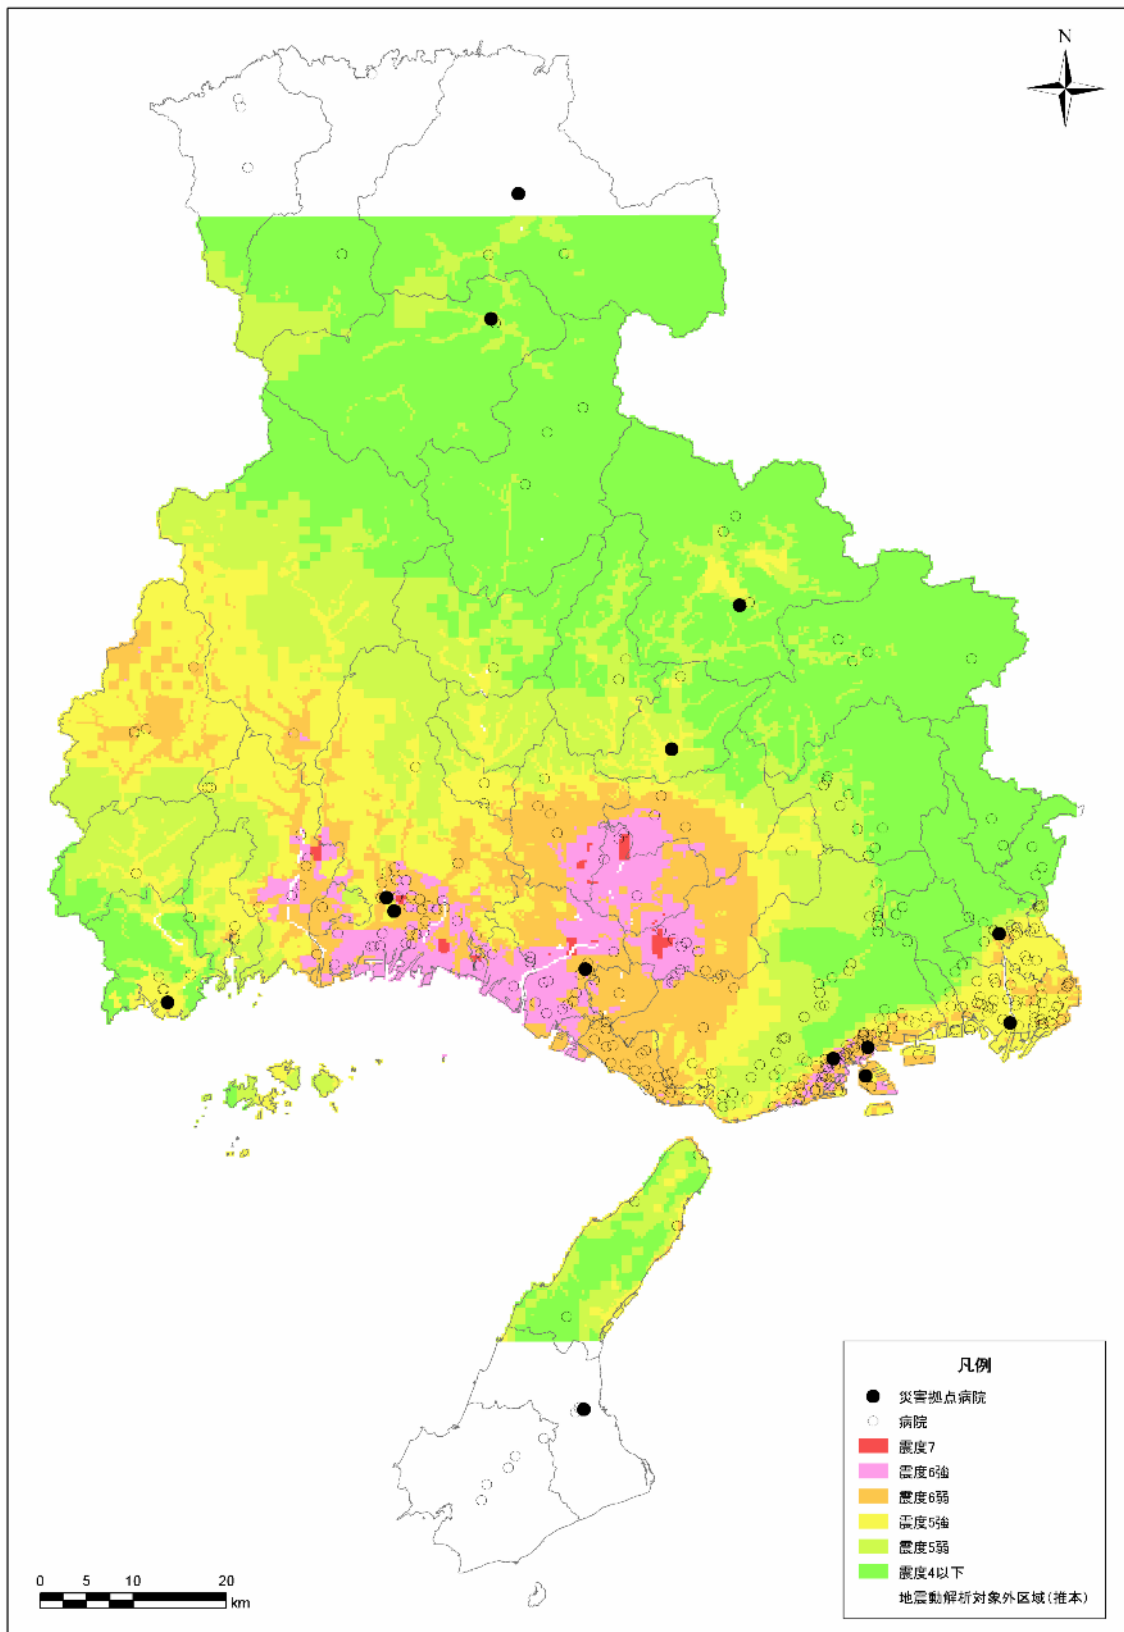 N
凡例
災害拠点病院
病院
震度7
震度6強
震度6弱
震度5強
震度5弱
震度4以下
地震動解析対象外区域(推本)
0 5 10 20
km